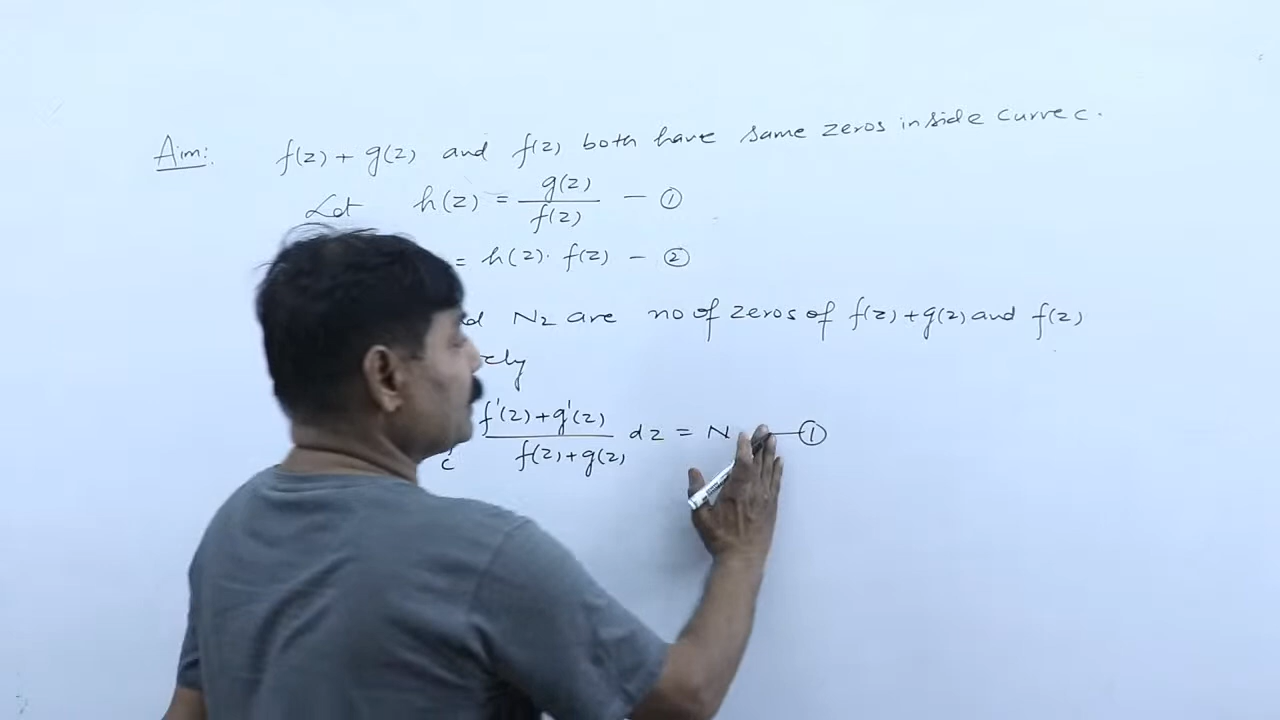 Aim: f(z) + g(z) and f(z) both have same zeros inside curve c.
Let h(z) = g(z) / f(z) — ①
= h(z). f(z) — ②
N₂ are no of zeros of f(z) + g(z) and f(z)
c f'(z) + g'(z) / f(z) + g(z) dz = N — ①